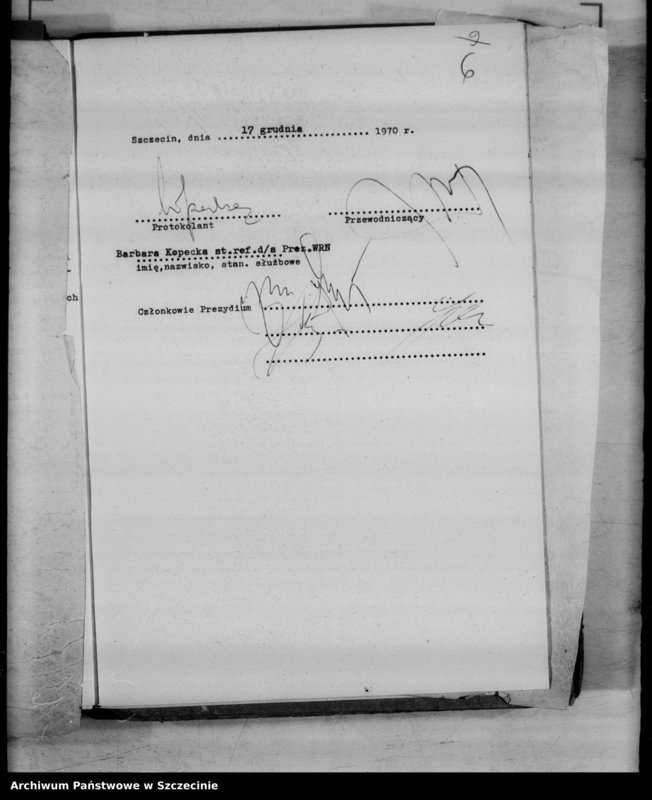 9
6
Szczecin, dnia 17 grudnia 1970 r.
Protokolant
Przewodniczący
Barbara Kopecka st.ref.d/s Prez.WRN
imię,nazwisko, stan. służbowe
ch
Członkowie Prezydium
Archiwum Państwowe w Szczecinie